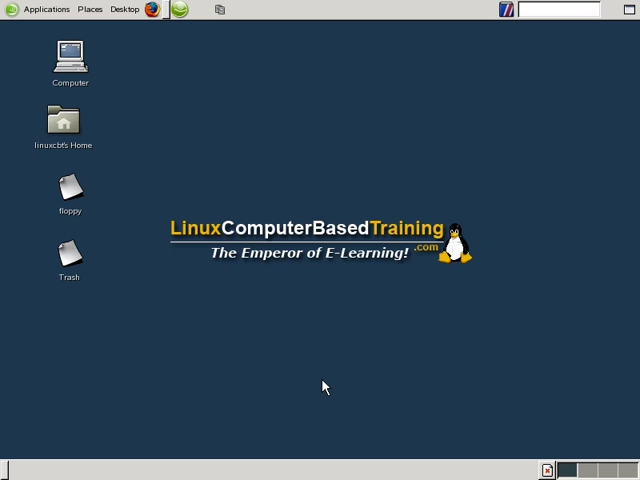 Applications Places Desktop
Computer
linuxcbt's Home
floppy
Trash
LinuxComputerBasedTraining
.com
The Emperor of E-Learning!